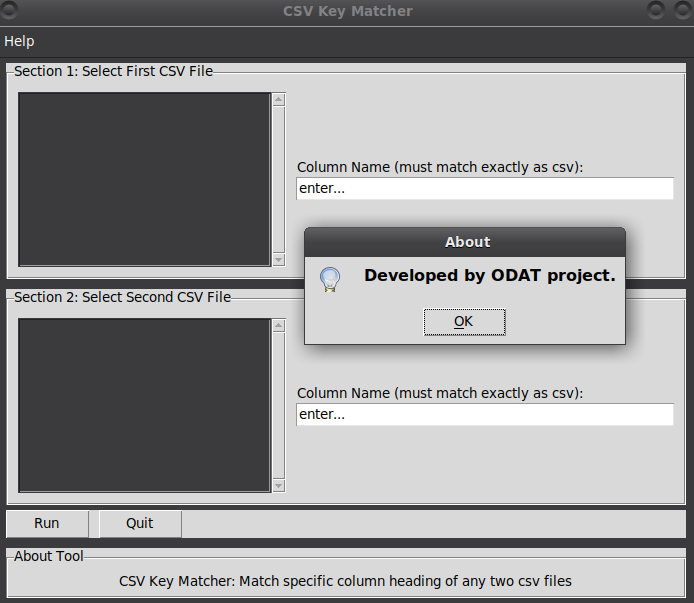 CSV Key Matcher
Help
Section 1: Select First CSV File
Column Name (must match exactly as csv):
enter...
About
Developed by ODAT project.
OK
Section 2: Select Second CSV File
Column Name (must match exactly as csv):
enter...
Run
Quit
About Tool
CSV Key Matcher: Match specific column heading of any two csv files